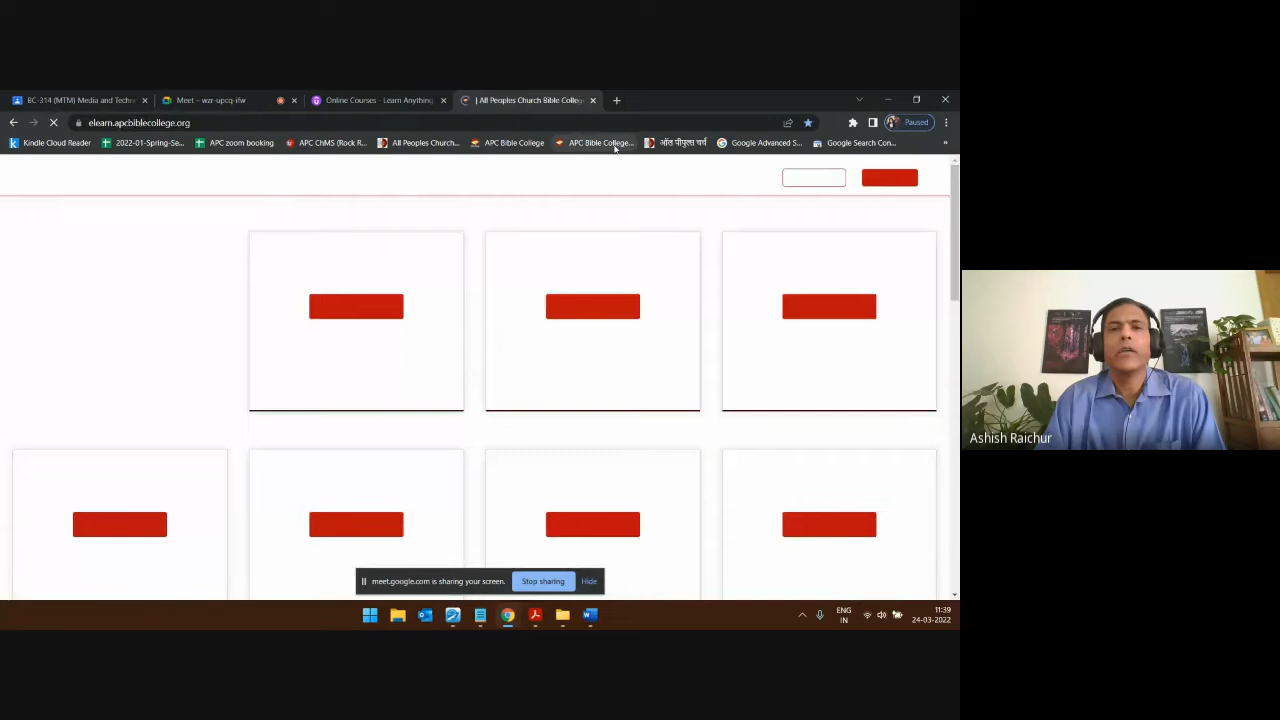 BC-314 (MTM) Media and Techn
Meet – wzr-upcq-ifw
Online Courses - Learn Anything
| All Peoples Church Bible Colleg
elearn.apcbiblecollege.org
Paused
Kindle Cloud Reader
2022-01-Spring-Se...
APC zoom booking
APC ChMS (Rock R...
All Peoples Church...
APC Bible College
APC Bible College...
ऑल पीपुल्स चर्च
Google Advanced S...
Google Search Con...
»
meet.google.com is sharing your screen.
Stop sharing
Hide
ENG
IN
11:39
24-03-2022
Ashish Raichur